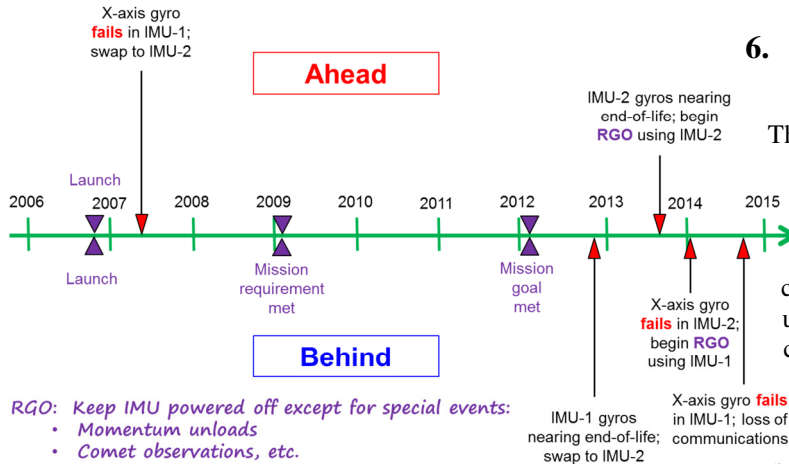 X-axis gyro
fails in IMU-1;
swap to IMU-2
Ahead
6.
IMU-2 gyros nearing
end-of-life; begin
RGO using IMU-2
Th
Launch
2006 2007 2008 2009 2010 2011 2012 2013 2014 2015
Launch
Mission
requirement
met
Mission
goal
met
c
u
c
X-axis gyro
fails in IMU-2;
begin RGO
using IMU-1
Behind
X-axis gyro fails
in IMU-1; loss of
communications
IMU-1 gyros
nearing end-of-life;
swap to IMU-2
RGO: Keep IMU powered off except for special events:
• Momentum unloads
• Comet observations, etc.